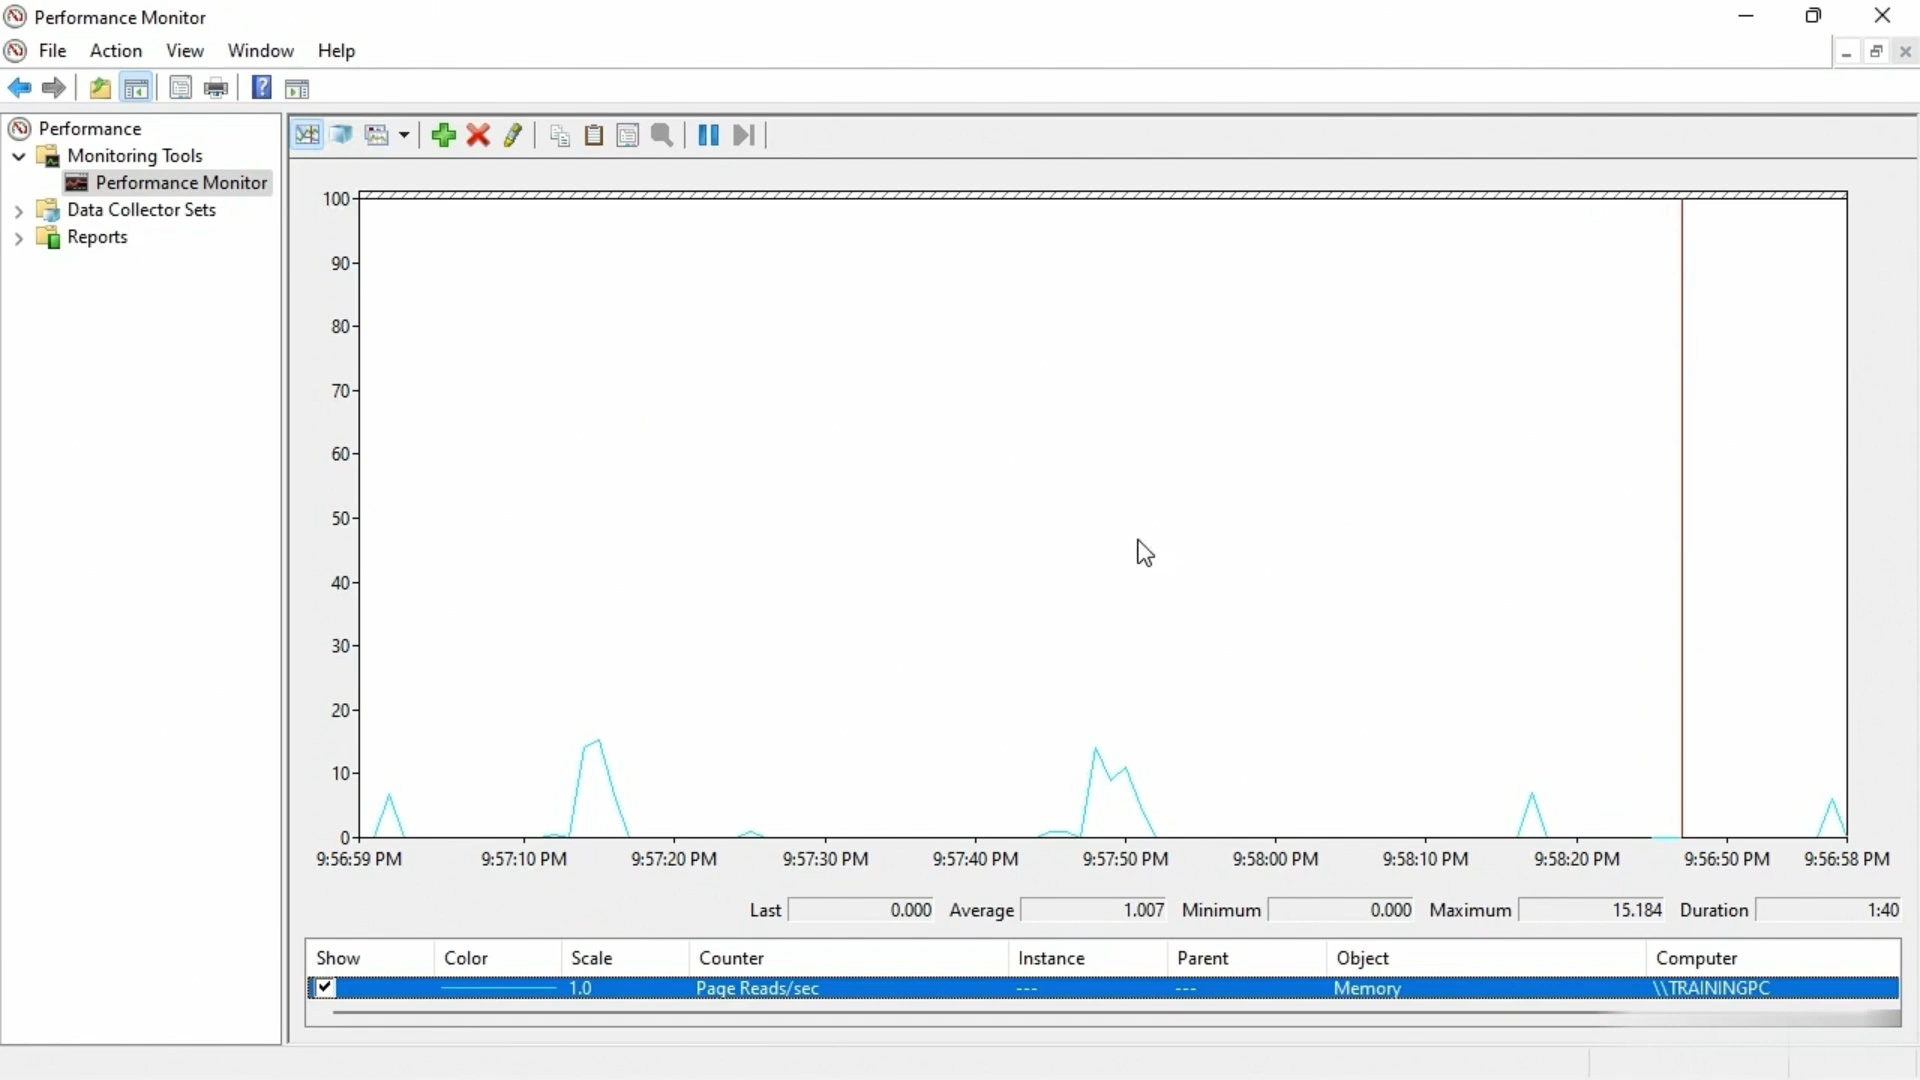 Performance Monitor
File Action View Window Help
Performance
Monitoring Tools
Performance Monitor
Data Collector Sets
Reports
100
90
80
70
60
50
40
30
20
10
0
9:56:59 PM 9:57:10 PM 9:57:20 PM 9:57:30 PM 9:57:40 PM 9:57:50 PM 9:58:00 PM 9:58:10 PM 9:58:20 PM 9:56:50 PM 9:56:58 PM
Last 0.000 Average 1.007 Minimum 0.000 Maximum 15.184 Duration 1:40
Show Color Scale Counter Instance Parent Object Computer
1.0 Page Reads/sec --- --- Memory \\TRAININGPC